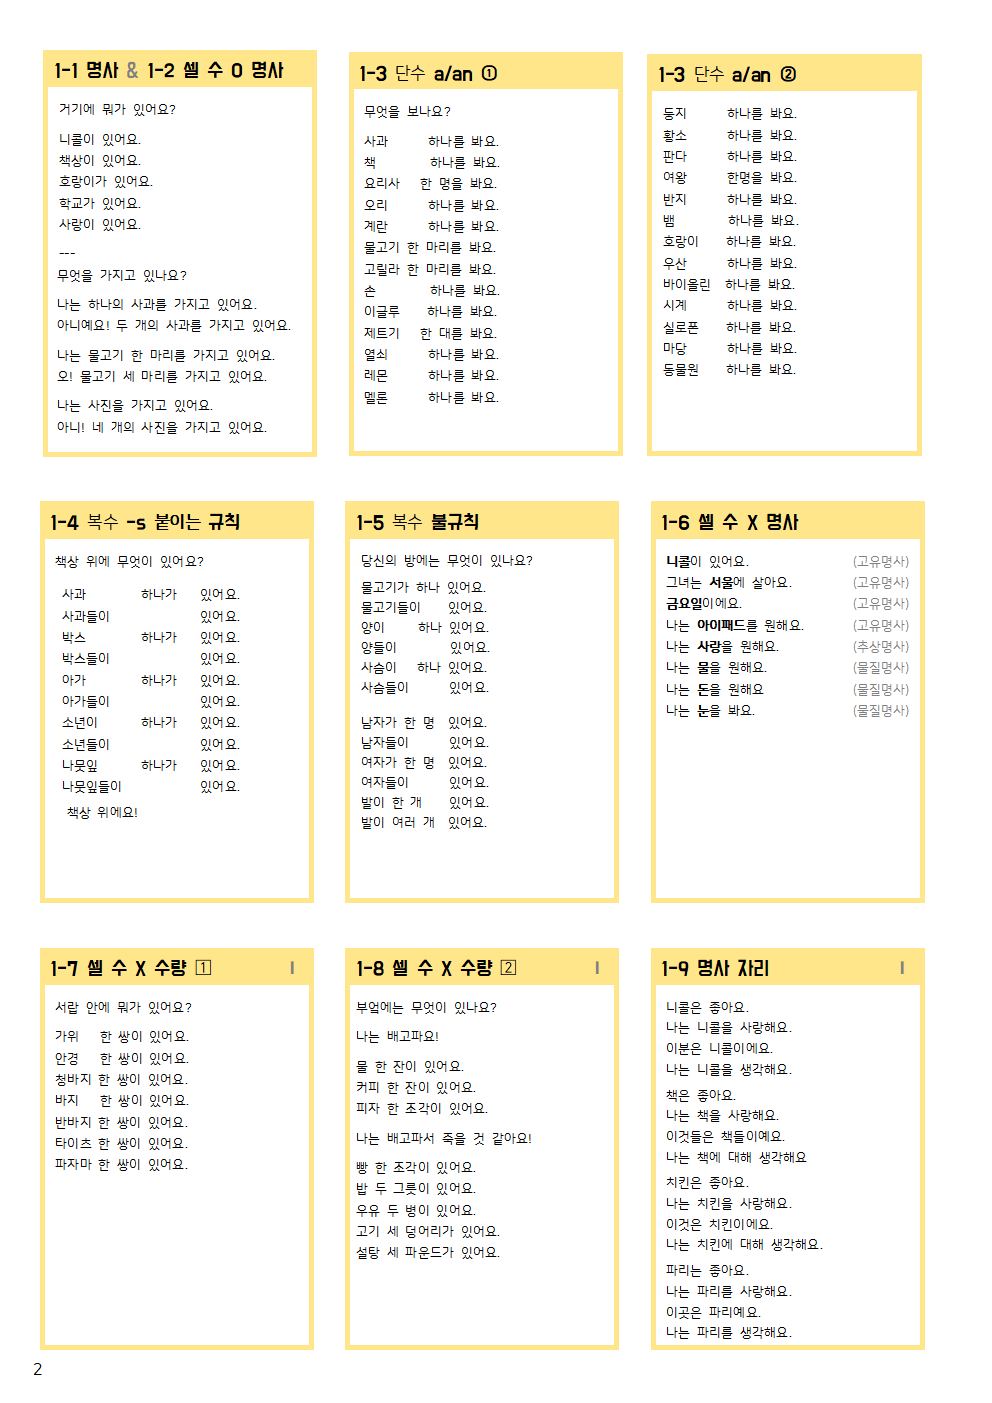 1-1 명사 & 1-2 셀 수 O 명사
거기에 뭐가 있어요?
니콜이 있어요.
책상이 있어요.
호랑이가 있어요.
학교가 있어요.
사랑이 있어요.
---
무엇을 가지고 있나요?
나는 하나의 사과를 가지고 있어요.
아니예요! 두 개의 사과를 가지고 있어요.
나는 물고기 한 마리를 가지고 있어요.
오! 물고기 세 마리를 가지고 있어요.
나는 사진을 가지고 있어요.
아니! 네 개의 사진을 가지고 있어요.
1-3 단수 a/an ①
무엇을 보나요?
사과 하나를 봐요.
책 하나를 봐요.
요리사 한 명을 봐요.
오리 하나를 봐요.
계란 하나를 봐요.
물고기 한 마리를 봐요.
고릴라 한 마리를 봐요.
손 하나를 봐요.
이글루 하나를 봐요.
제트기 한 대를 봐요.
열쇠 하나를 봐요.
레몬 하나를 봐요.
멜론 하나를 봐요.
1-3 단수 a/an ②
둥지 하나를 봐요.
황소 하나를 봐요.
판다 하나를 봐요.
여왕 한명을 봐요.
반지 하나를 봐요.
뱀 하나를 봐요.
호랑이 하나를 봐요.
우산 하나를 봐요.
바이올린 하나를 봐요.
시계 하나를 봐요.
실로폰 하나를 봐요.
마당 하나를 봐요.
동물원 하나를 봐요.
1-4 복수 -s 붙이는 규칙
책상 위에 무엇이 있어요?
사과 하나가 있어요.
사과들이 있어요.
박스 하나가 있어요.
박스들이 있어요.
아가 하나가 있어요.
아가들이 있어요.
소년이 하나가 있어요.
소년들이 있어요.
나뭇잎 하나가 있어요.
나뭇잎들이 있어요.
책상 위에요!
1-5 복수 불규칙
당신의 방에는 무엇이 있나요?
물고기가 하나 있어요.
물고기들이 있어요.
양이 하나 있어요.
양들이 있어요.
사슴이 하나 있어요.
사슴들이 있어요.
남자가 한 명 있어요.
남자들이 있어요.
여자가 한 명 있어요.
여자들이 있어요.
발이 한 개 있어요.
발이 여러 개 있어요.
1-6 셀 수 X 명사
니콜이 있어요. (고유명사)
그녀는 서울에 살아요. (고유명사)
금요일이에요. (고유명사)
나는 아이패드를 원해요. (고유명사)
나는 사랑을 원해요. (추상명사)
나는 물을 원해요. (물질명사)
나는 돈을 원해요 (물질명사)
나는 눈을 봐요. (물질명사)
1-7 셀 수 X 수량 1 I
서랍 안에 뭐가 있어요?
가위 한 쌍이 있어요.
안경 한 쌍이 있어요.
청바지 한 쌍이 있어요.
바지 한 쌍이 있어요.
반바지 한 쌍이 있어요.
타이츠 한 쌍이 있어요.
파자마 한 쌍이 있어요.
1-8 셀 수 X 수량 2 I
부엌에는 무엇이 있나요?
나는 배고파요!
물 한 잔이 있어요.
커피 한 잔이 있어요.
피자 한 조각이 있어요.
나는 배고파서 죽을 것 같아요!
빵 한 조각이 있어요.
밥 두 그릇이 있어요.
우유 두 병이 있어요.
고기 세 덩어리가 있어요.
설탕 세 파운드가 있어요.
1-9 명사 자리 I
니콜은 좋아요.
나는 니콜을 사랑해요.
이분은 니콜이에요.
나는 니콜을 생각해요.
책은 좋아요.
나는 책을 사랑해요.
이것들은 책들이예요.
나는 책에 대해 생각해요
치킨은 좋아요.
나는 치킨을 사랑해요.
이것은 치킨이에요.
나는 치킨에 대해 생각해요.
파리는 좋아요.
나는 파리를 사랑해요.
이곳은 파리예요.
나는 파리를 생각해요.
2